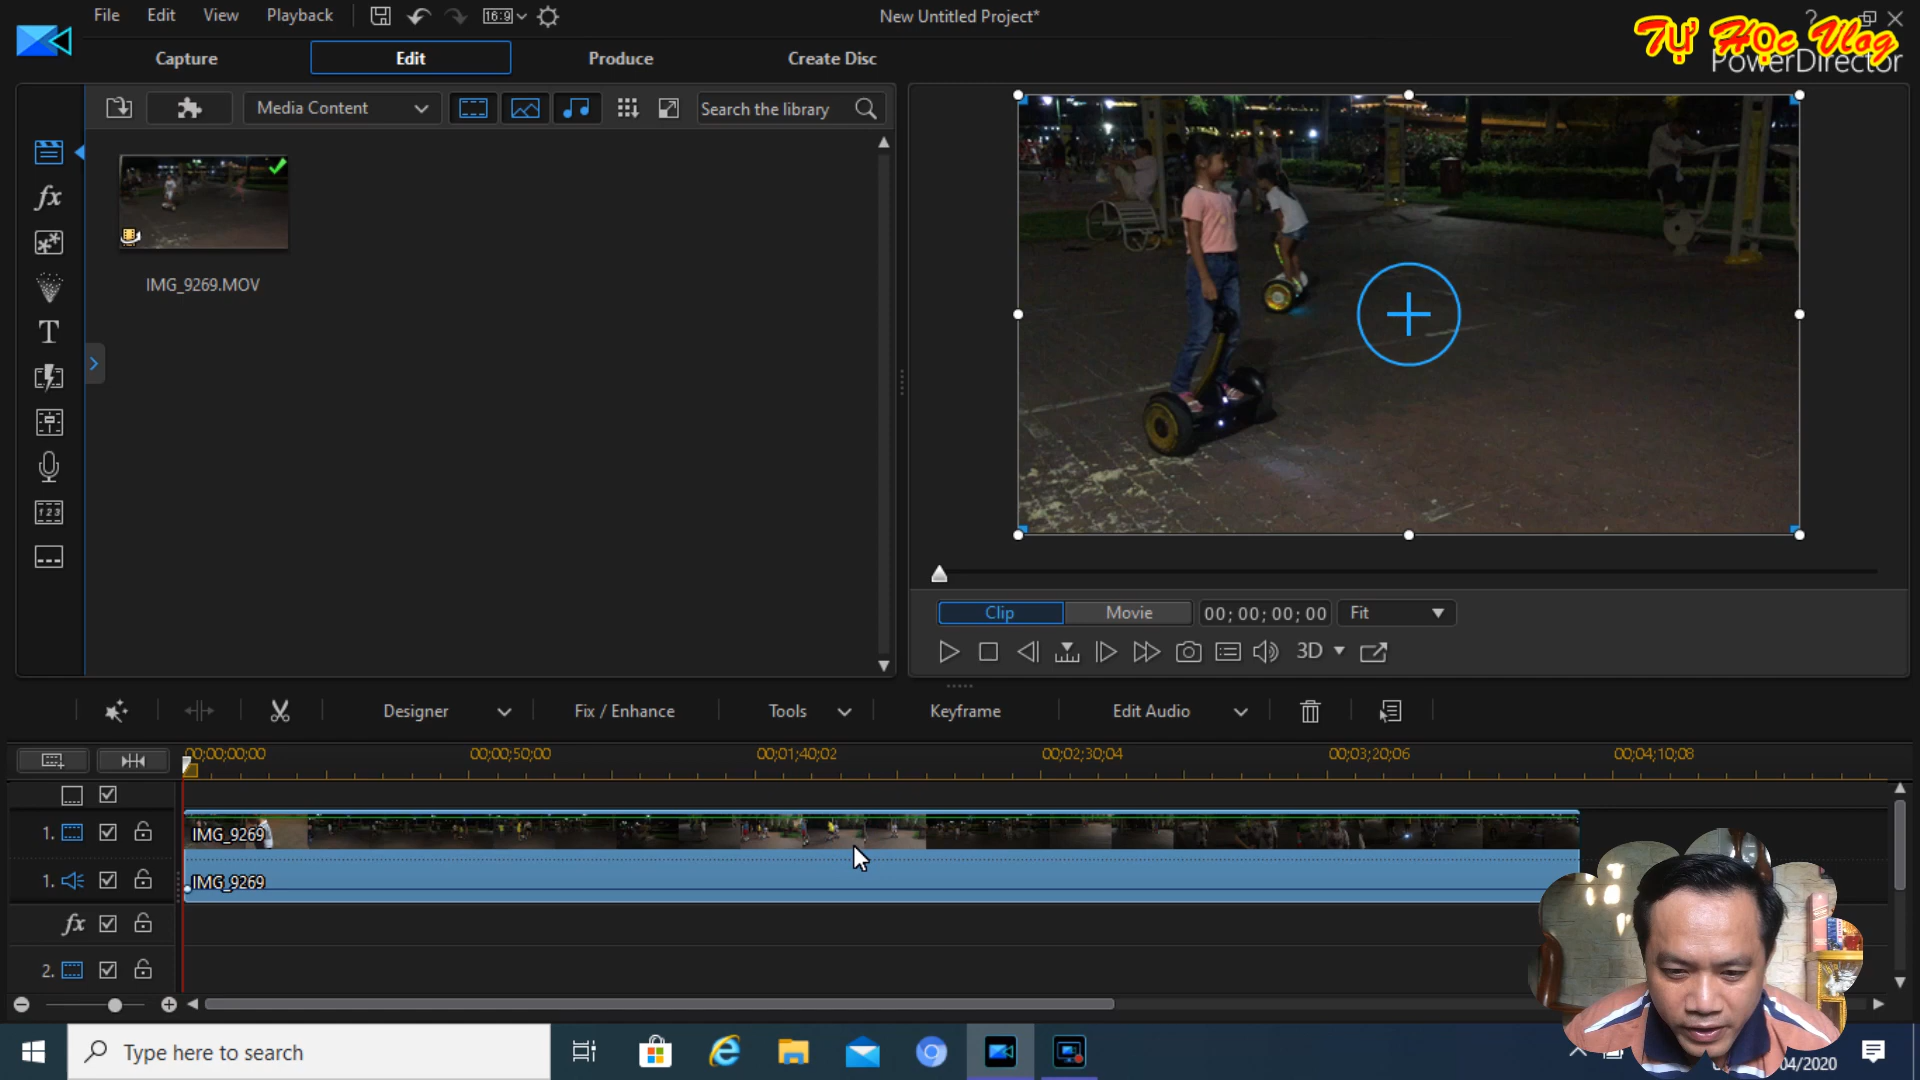 File Edit View Playback 16:9 New Untitled Project* ?
Tự Học Vlog
PowerDirector
Capture Edit Produce Create Disc
Media Content Search the library
IMG_9269.MOV
fx
T
123
Clip Movie 00; 00; 00; 00 Fit
3D
Designer Fix / Enhance Tools Keyframe Edit Audio
00;00;00;00 00;00;50;00 00;01;40;02 00;02;30;04 00;03;20;06 00;04;10;08
1. IMG_9269
1. IMG_9269
fx
2.
Type here to search
04/2020